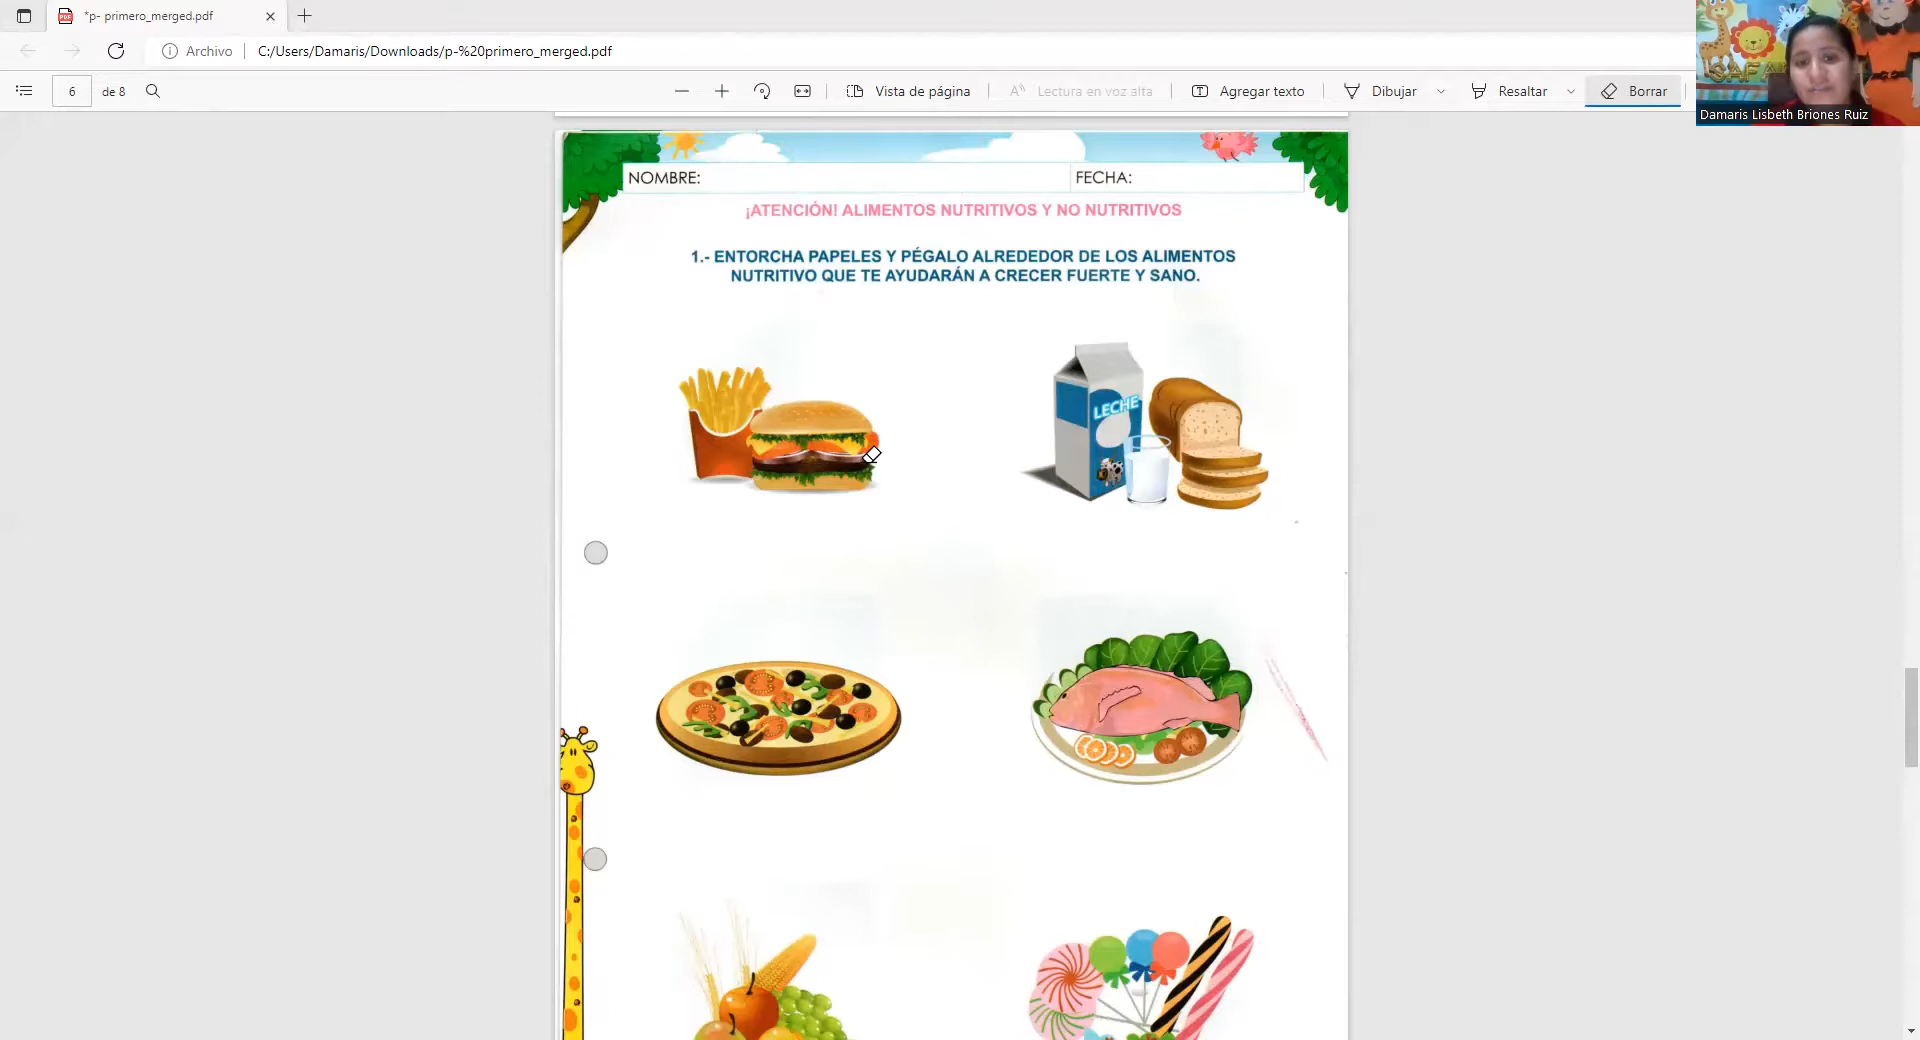 *p- primero_merged.pdf
Archivo
C:/Users/Damaris/Downloads/p-%20primero_merged.pdf
6
de 8
Vista de página
Lectura en voz alta
Agregar texto
Dibujar
Resaltar
Borrar
Damaris Lisbeth Briones Ruiz
NOMBRE:
FECHA:
¡ATENCIÓN! ALIMENTOS NUTRITIVOS Y NO NUTRITIVOS
1.- ENTORCHA PAPELES Y PÉGALO ALREDEDOR DE LOS ALIMENTOS
NUTRITIVO QUE TE AYUDARÁN A CRECER FUERTE Y SANO.
LECHE